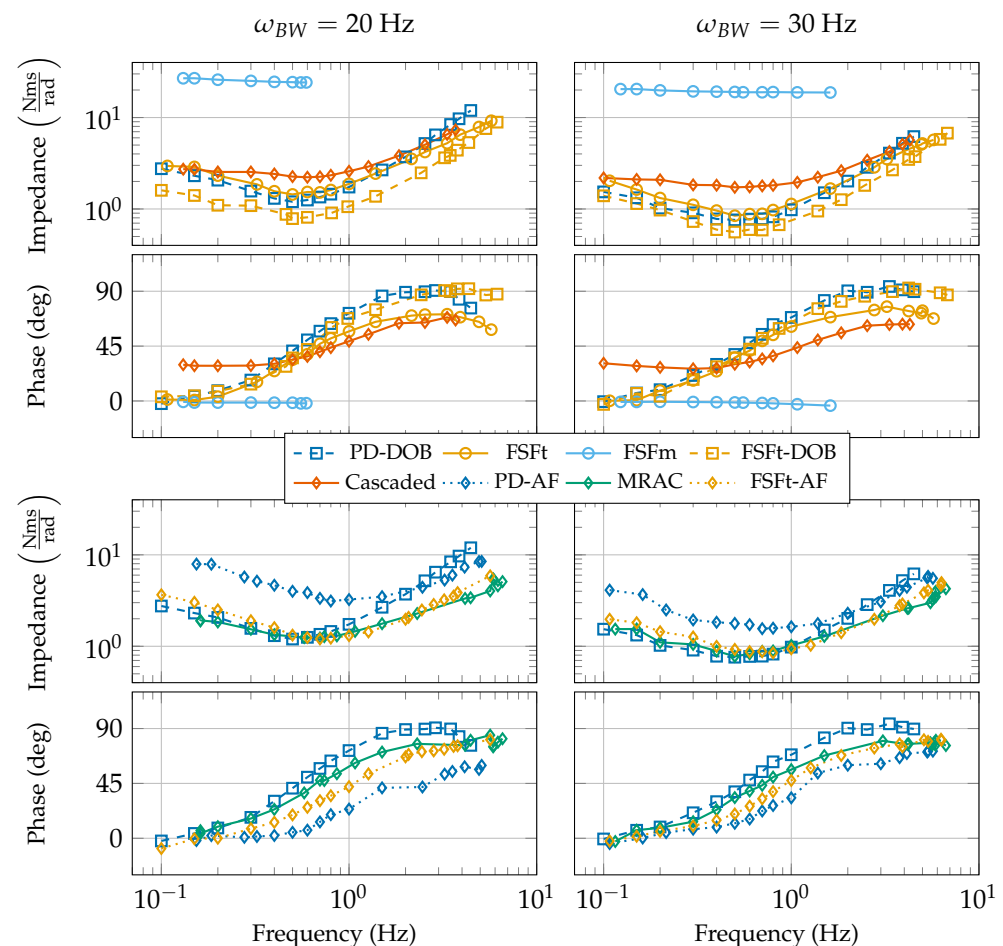 ω_BW = 20 Hz ω_BW = 30 Hz
Impedance (Nms/rad)
10^1
10^0
Phase (deg)
90
45
0
PD-DOB FSFt FSFm FSFt-DOB
Cascaded PD-AF MRAC FSFt-AF
Impedance (Nms/rad)
10^1
10^0
Phase (deg)
90
45
0
10^−1 10^0 10^1 10^−1 10^0 10^1
Frequency (Hz) Frequency (Hz)